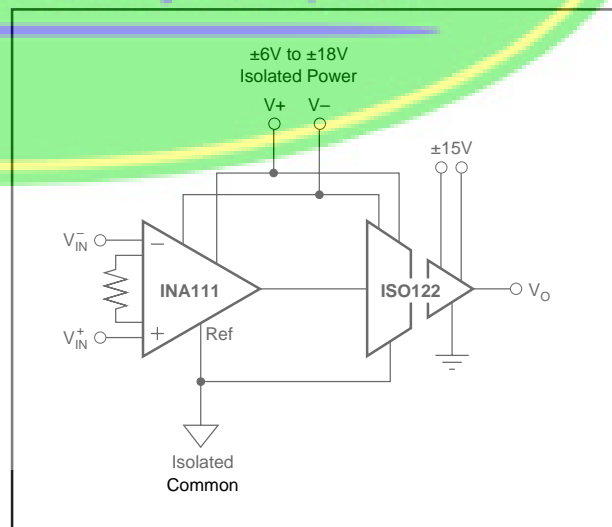 ±6V to ±18V
Isolated Power
V+ V–
±15V
V⁻IN
INA111
ISO122
VO
V⁺IN
Ref
Isolated
Common